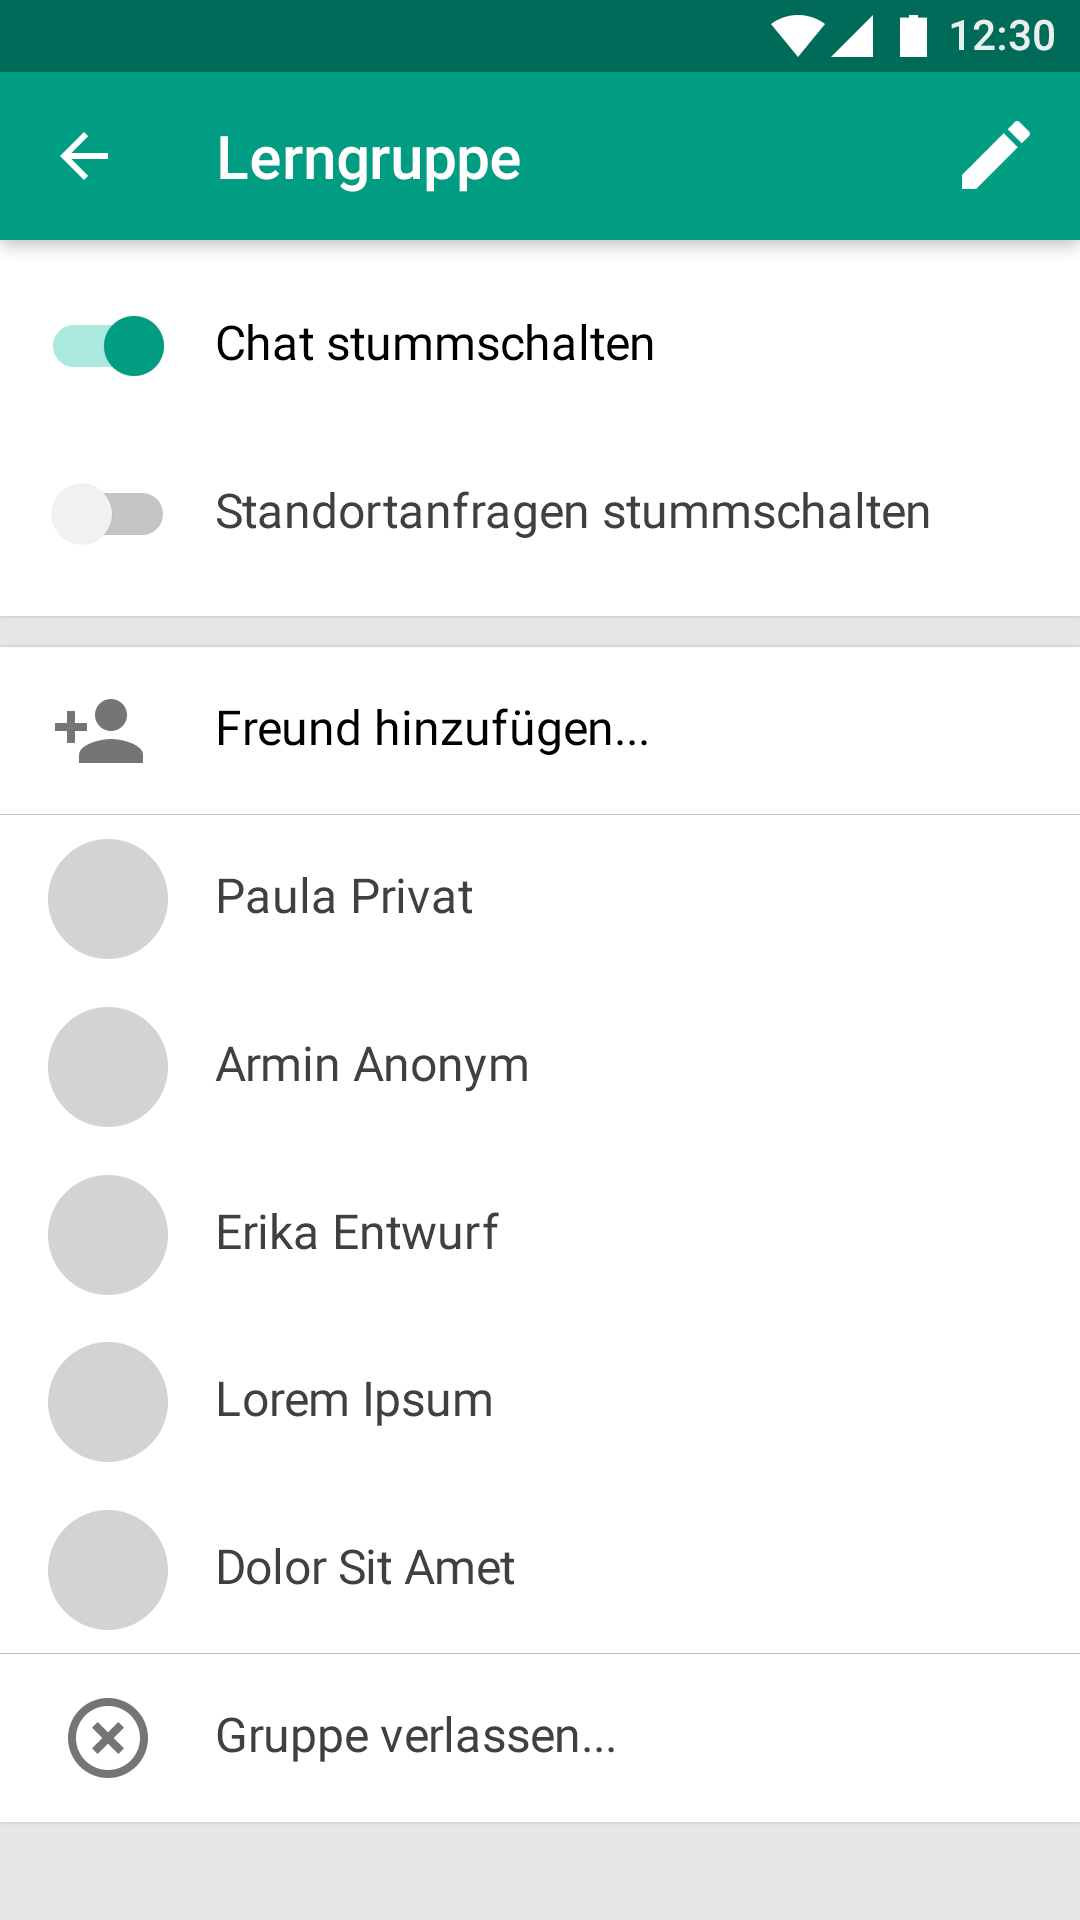 12:30
Lerngruppe
Chat stummschalten
Standortanfragen stummschalten
Freund hinzufügen...
Paula Privat
Armin Anonym
Erika Entwurf
Lorem Ipsum
Dolor Sit Amet
Gruppe verlassen...